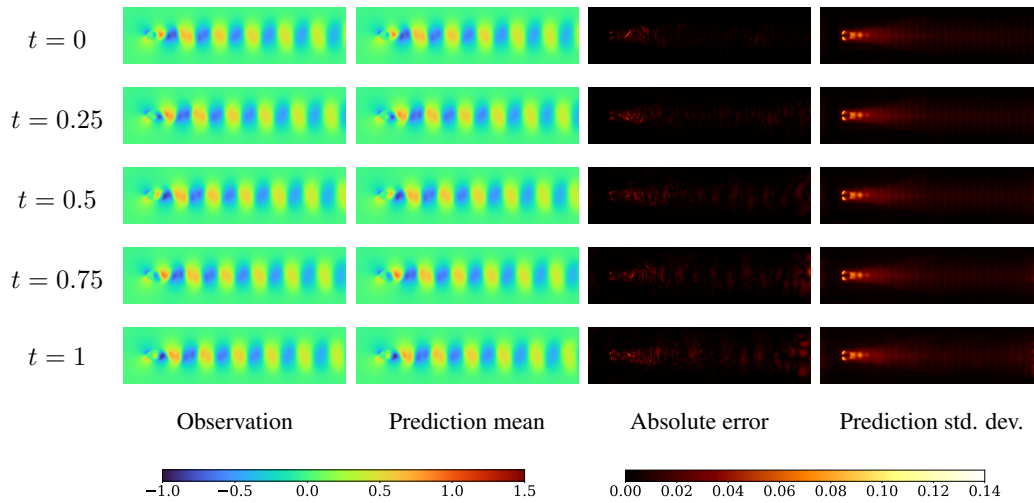 t = 0
t = 0.25
t = 0.5
t = 0.75
t = 1
Observation Prediction mean Absolute error Prediction std. dev.
−1.0 −0.5 0.0 0.5 1.0 1.5 0.00 0.02 0.04 0.06 0.08 0.10 0.12 0.14